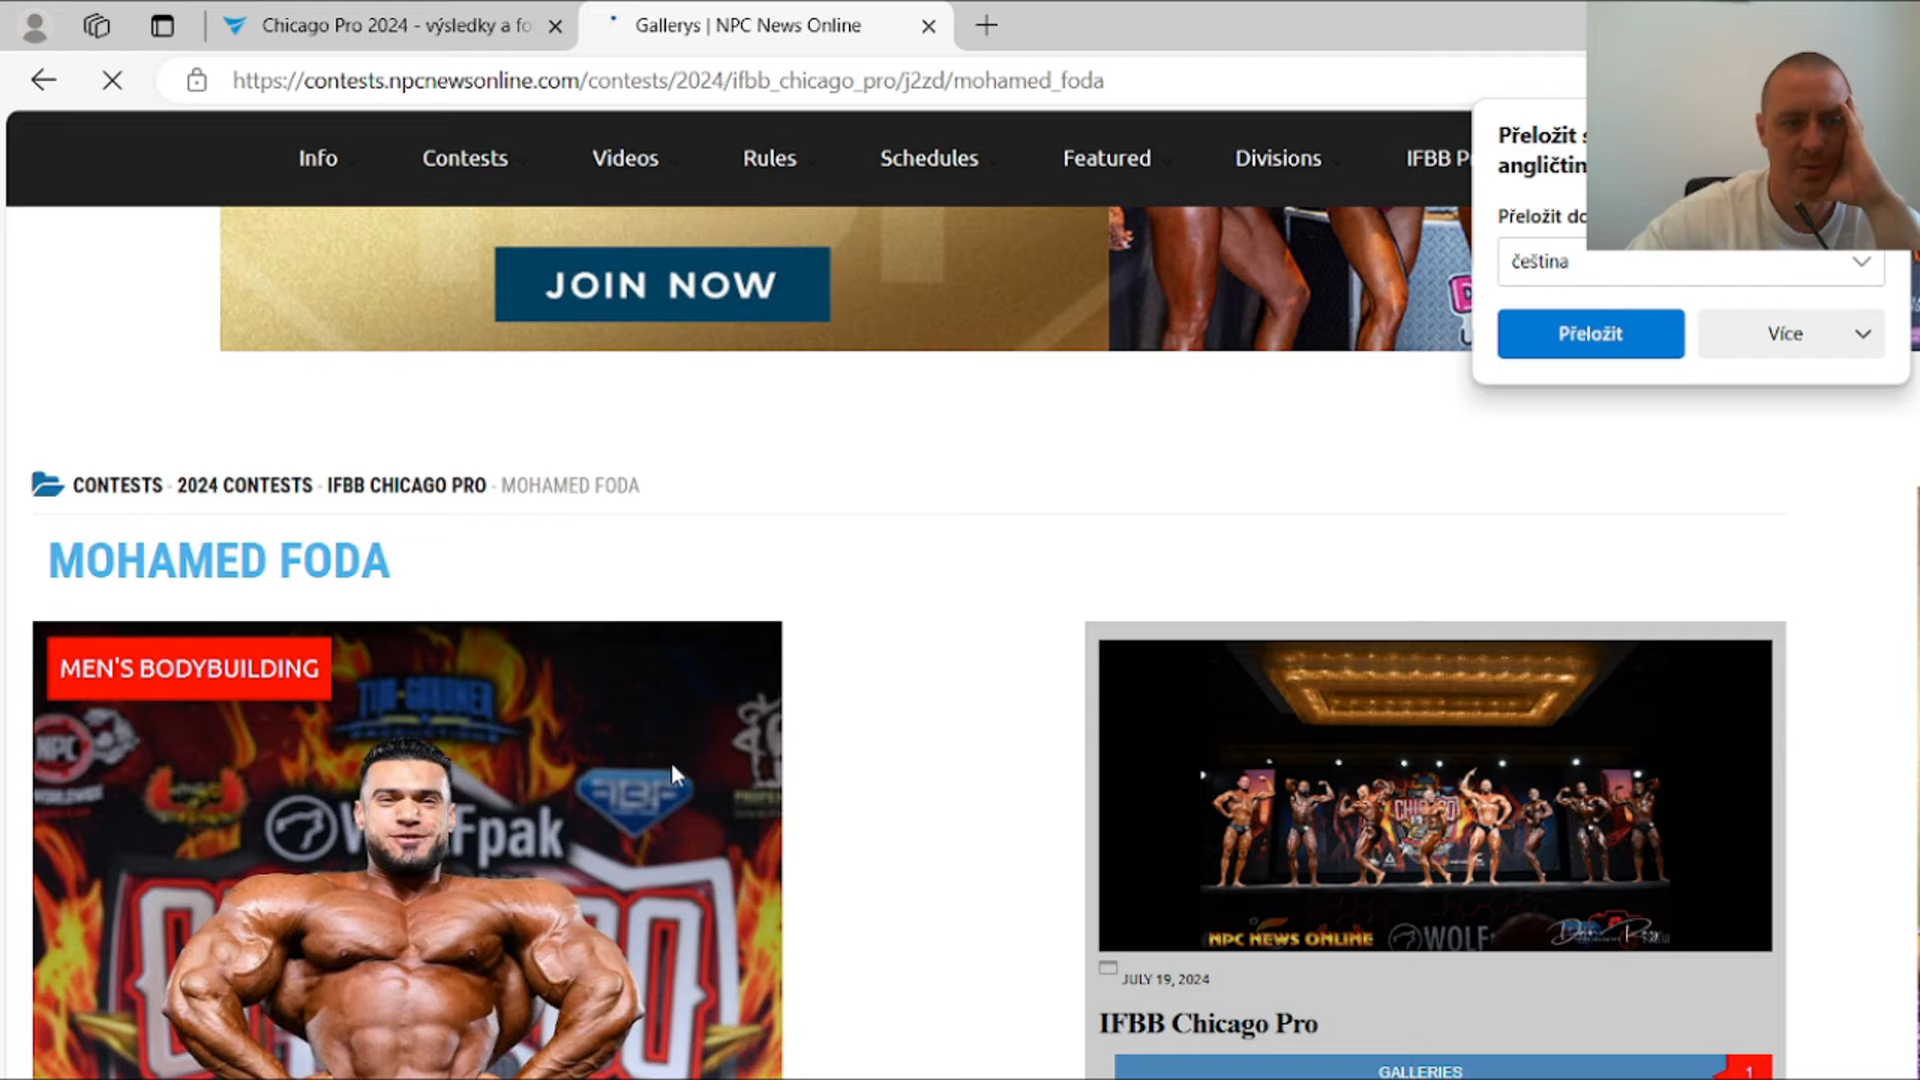 Chicago Pro 2024 - výsledky a fo
Gallerys | NPC News Online
https://contests.npcnewsonline.com/contests/2024/ifbb_chicago_pro/j2zd/mohamed_foda
Info Contests Videos Rules Schedules Featured Divisions IFBB P
Přeložit
angličtin
Přeložit do
čeština
Přeložit Více
JOIN NOW
CONTESTS - 2024 CONTESTS - IFBB CHICAGO PRO - MOHAMED FODA
MOHAMED FODA
MEN'S BODYBUILDING
NPC
NPC NEWS ONLINE WOLF
JULY 19, 2024
IFBB Chicago Pro
GALLERIES 1